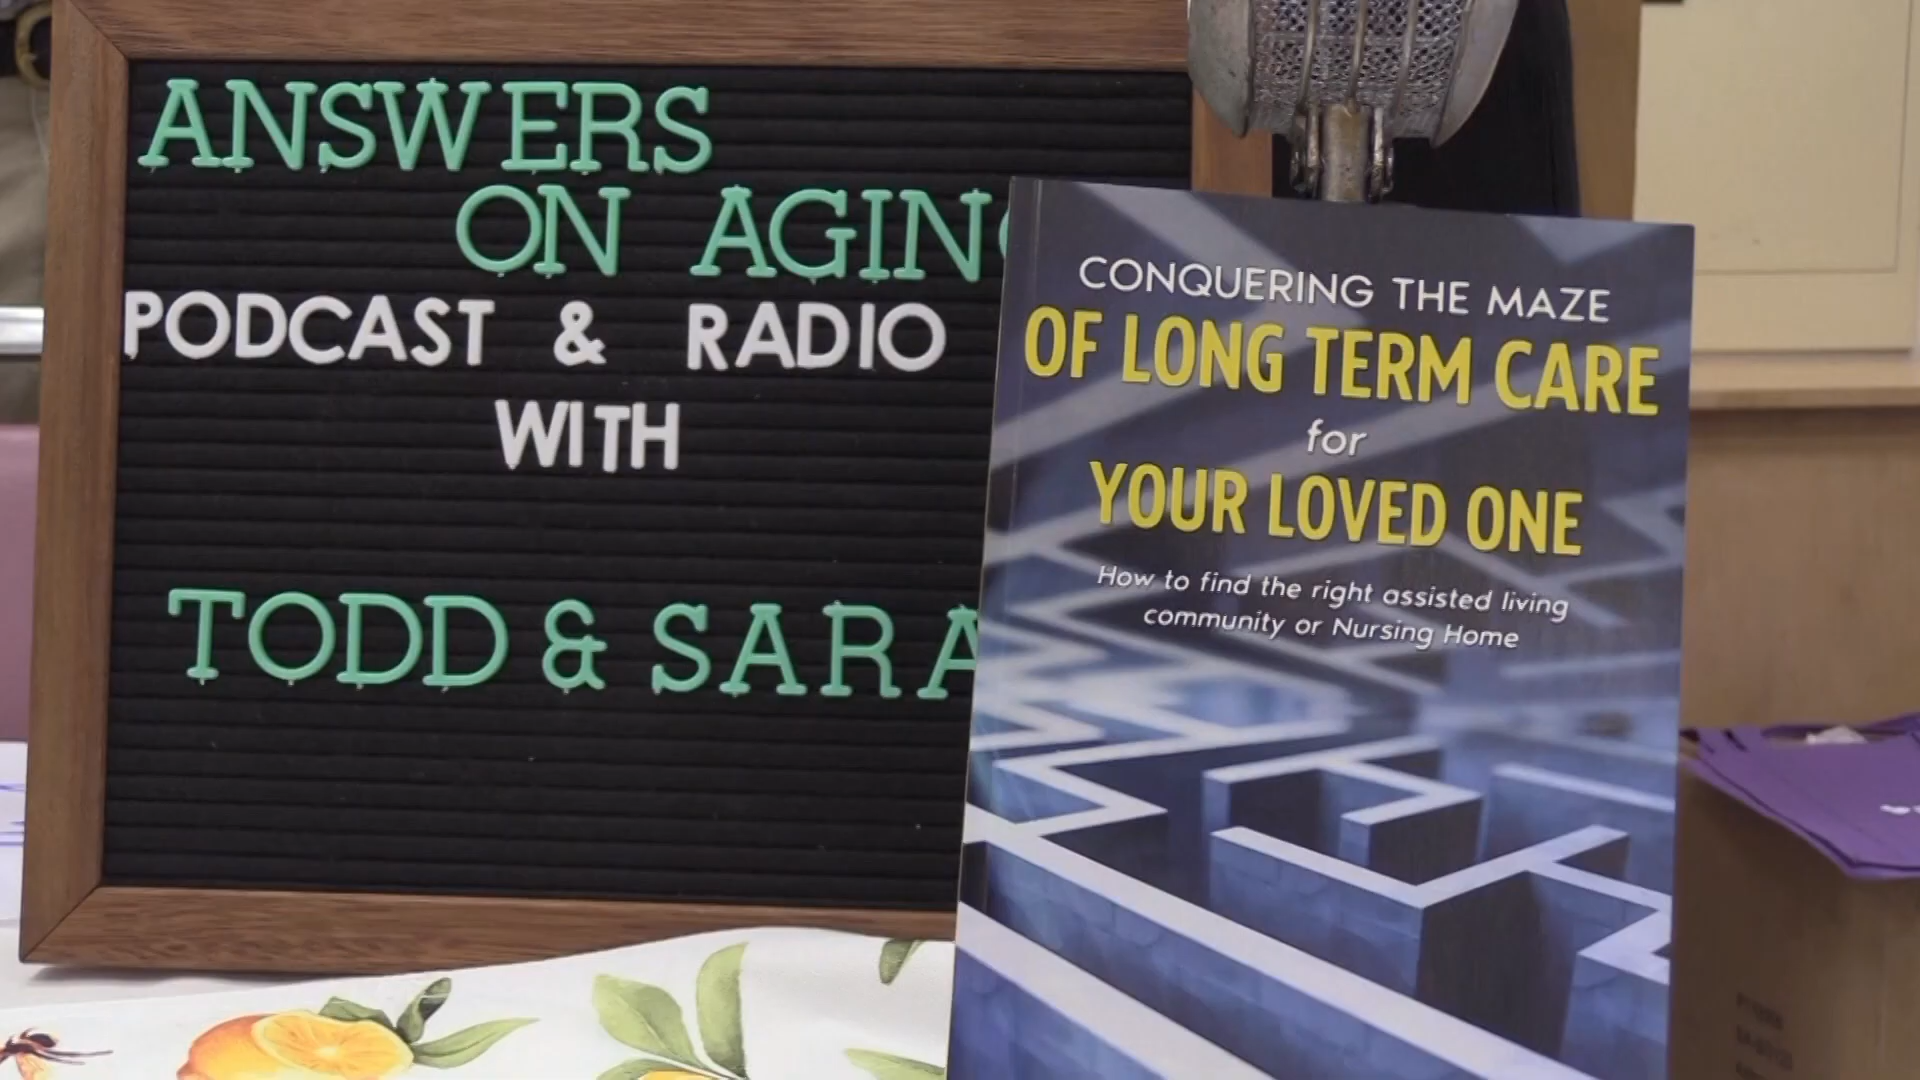 ANSWERS
ON AGIN
PODCAST & RADIO
WITH
TODD & SARA
CONQUERING THE MAZE
OF LONG TERM CARE
for
YOUR LOVED ONE
How to find the right assisted living
community or Nursing Home